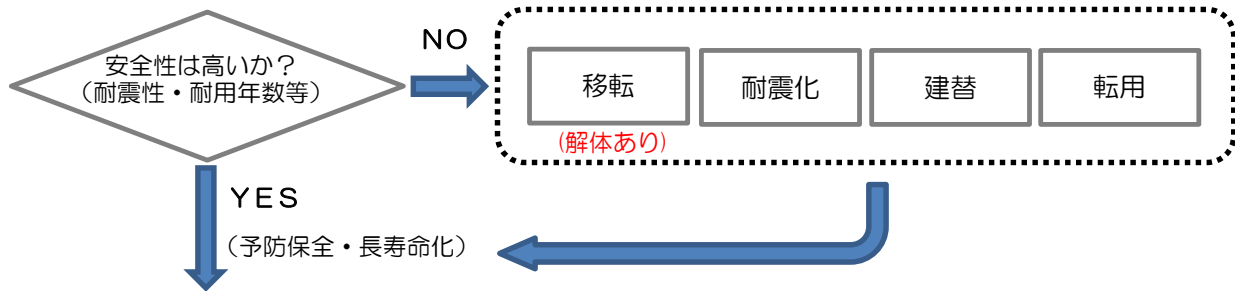 安全性は高いか？
（耐震性・耐用年数等）
ＮＯ
移転
耐震化
建替
転用
(解体あり)
ＹＥＳ
（予防保全・長寿命化）